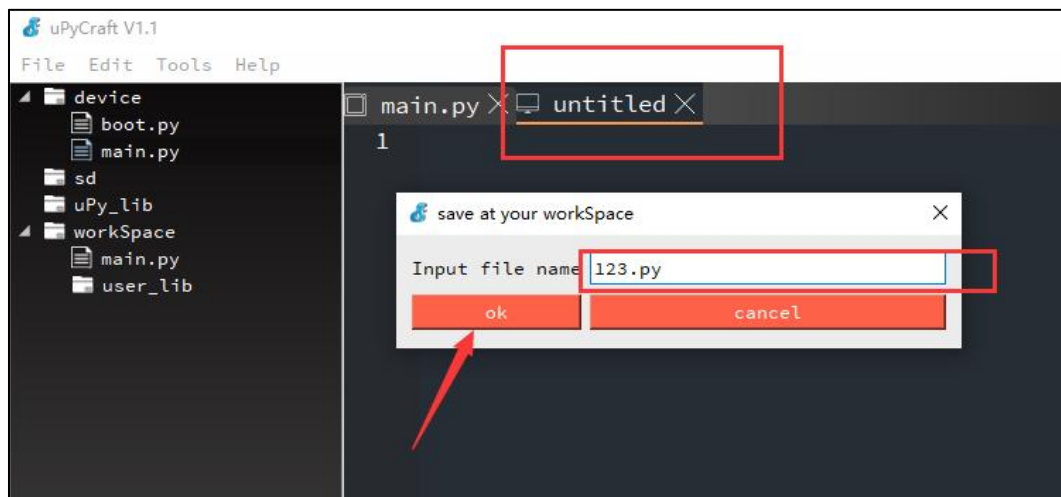 uPyCraft V1.1
File Edit Tools Help
device
boot.py
main.py
sd
uPy_lib
workSpace
main.py
user_lib
main.py untitled
1
save at your workSpace
Input file name 123.py
ok cancel